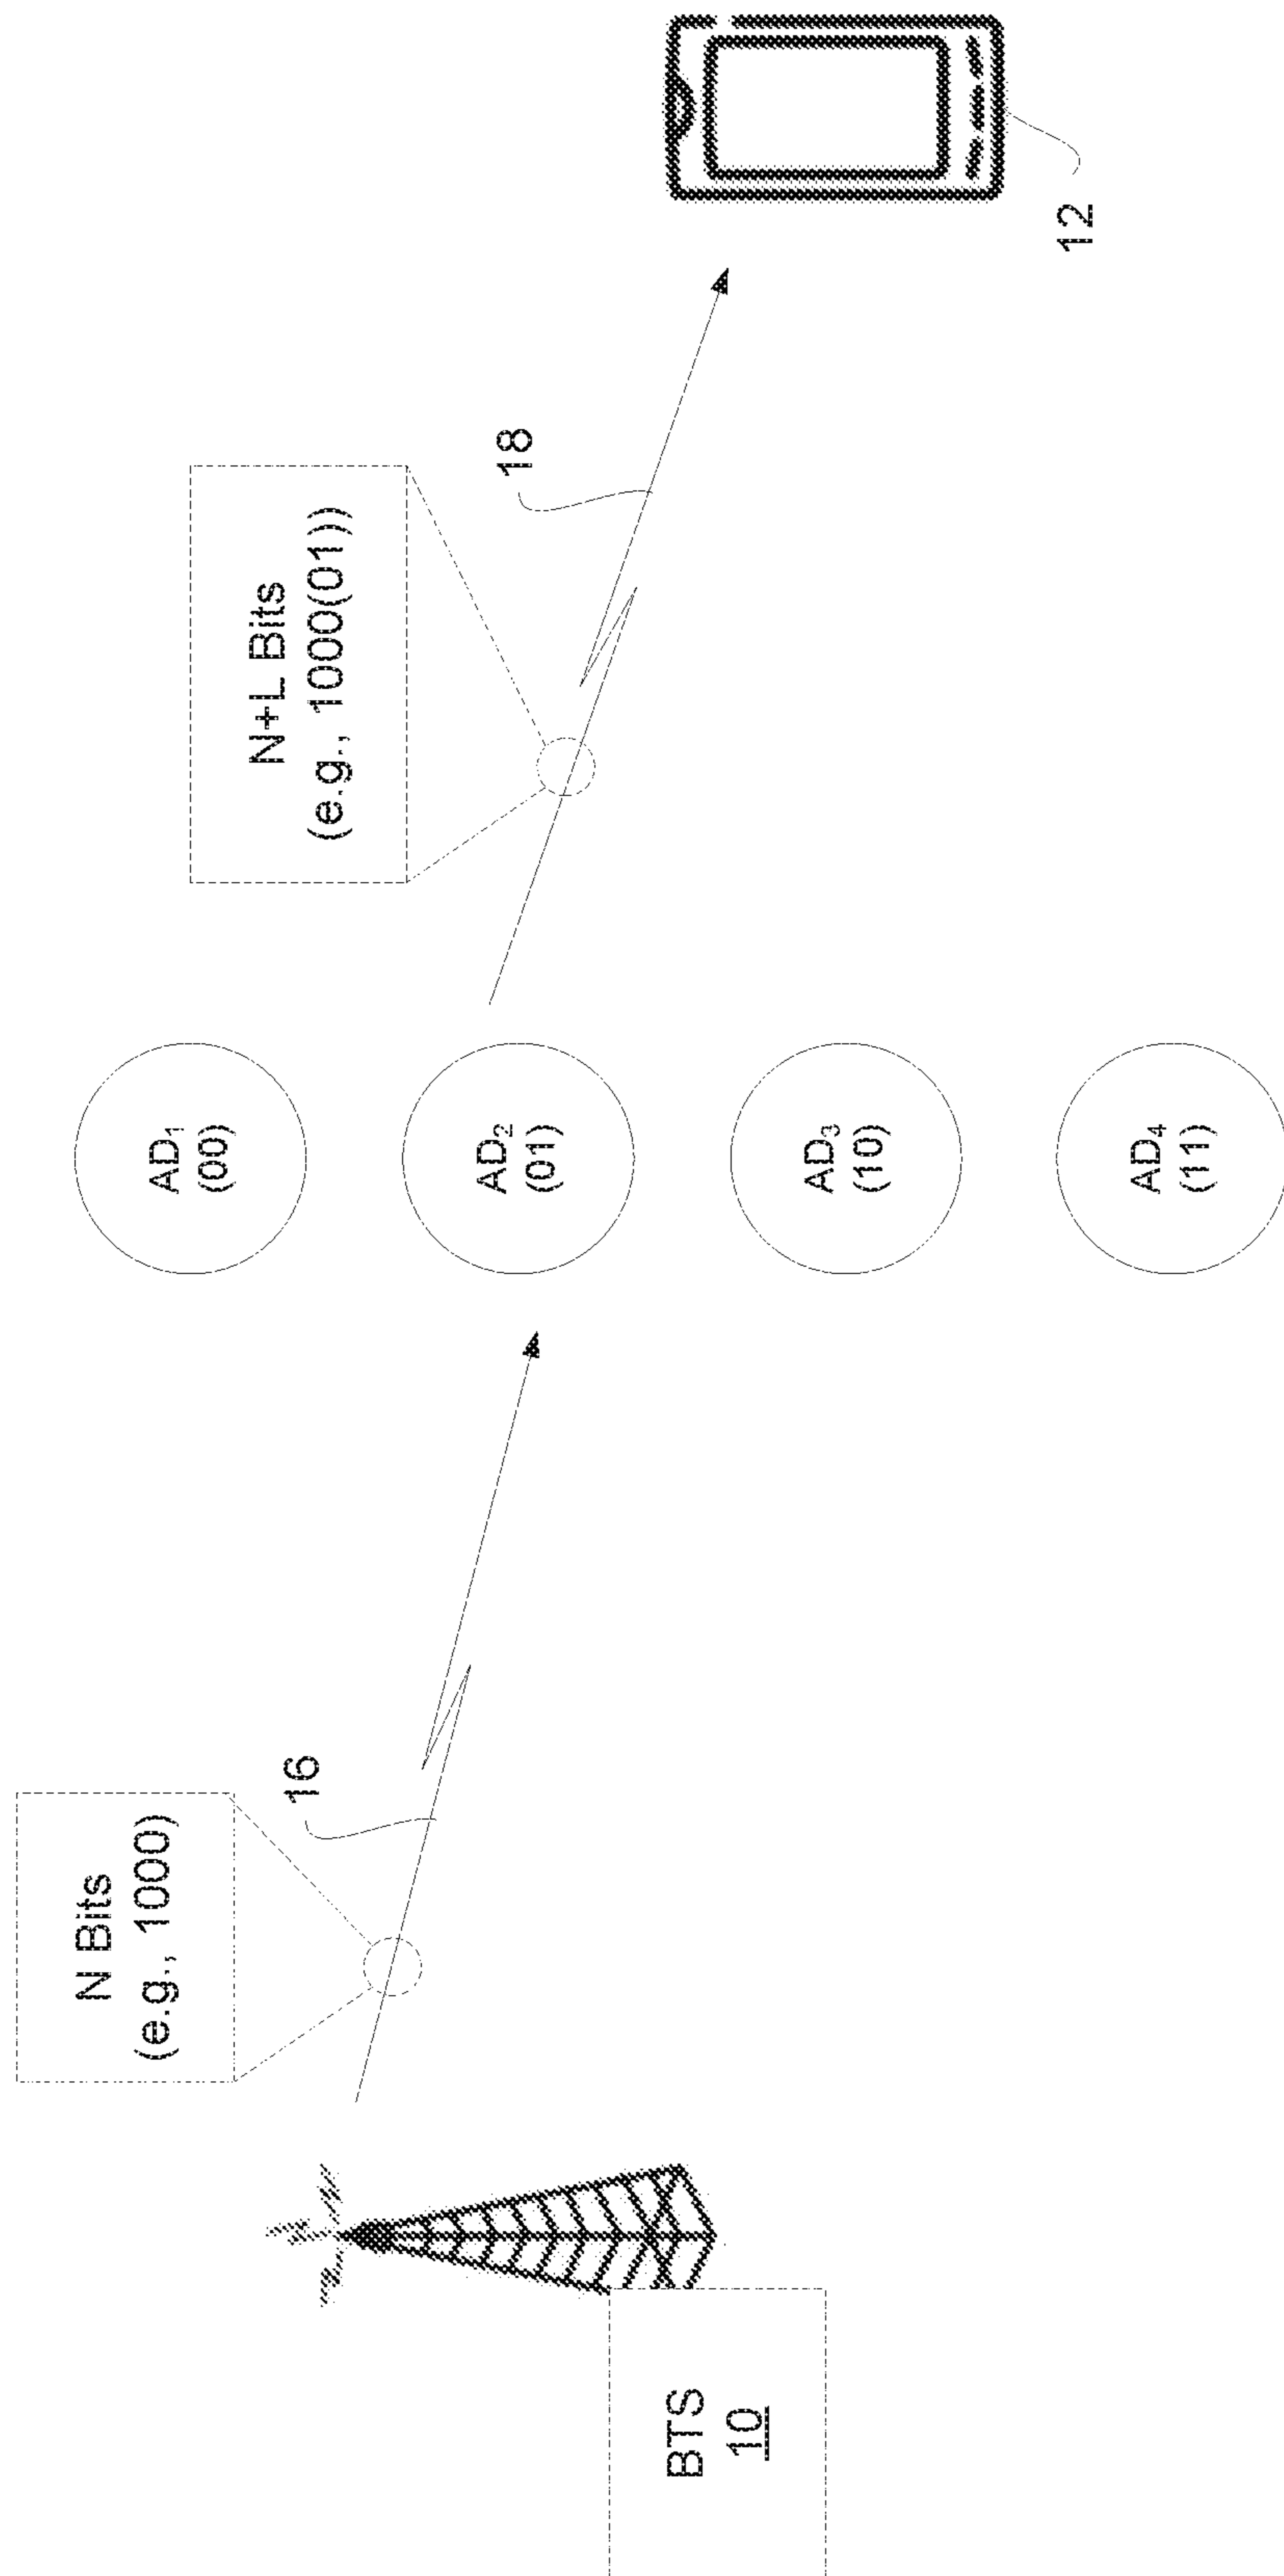 N Bits
(e.g., 1000)
16
BTS
10
AD₁
(00)
AD₂
(01)
AD₃
(10)
AD₄
(11)
N+L Bits
(e.g., 1000(01))
18
12